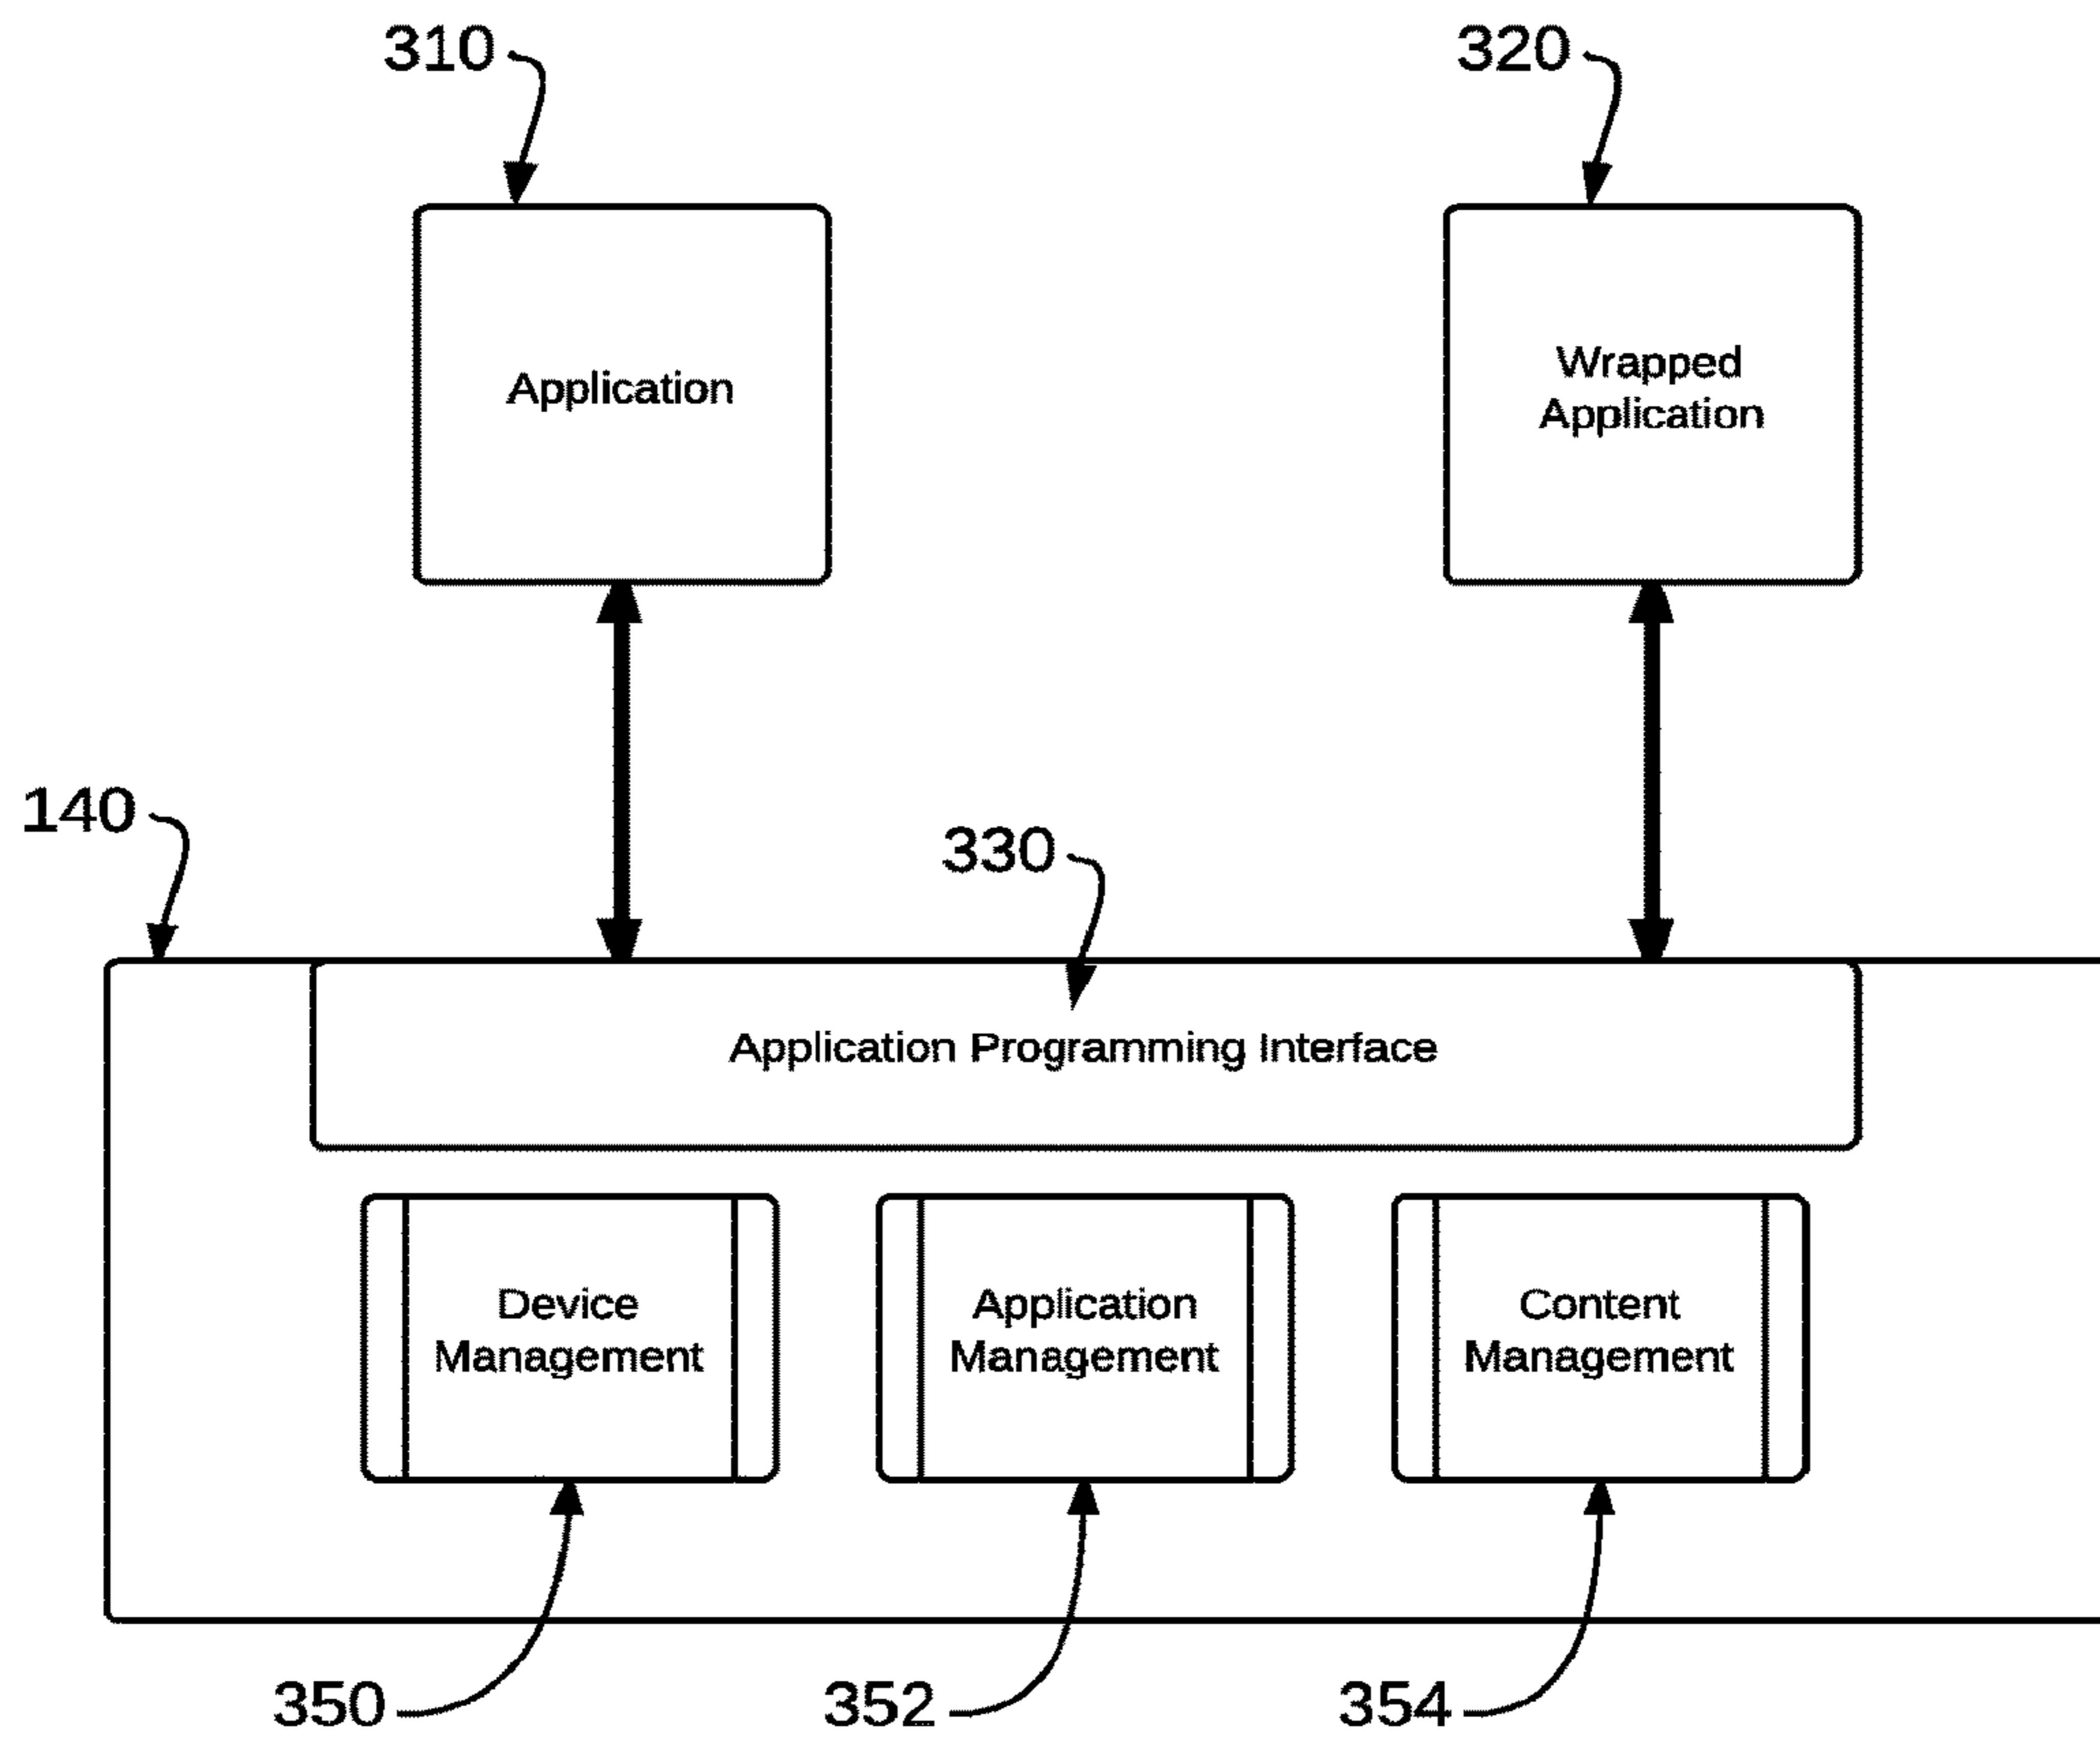 310
320
Application
Wrapped
Application
140
330
Application Programming Interface
Device
Management
Application
Management
Content
Management
350
352
354